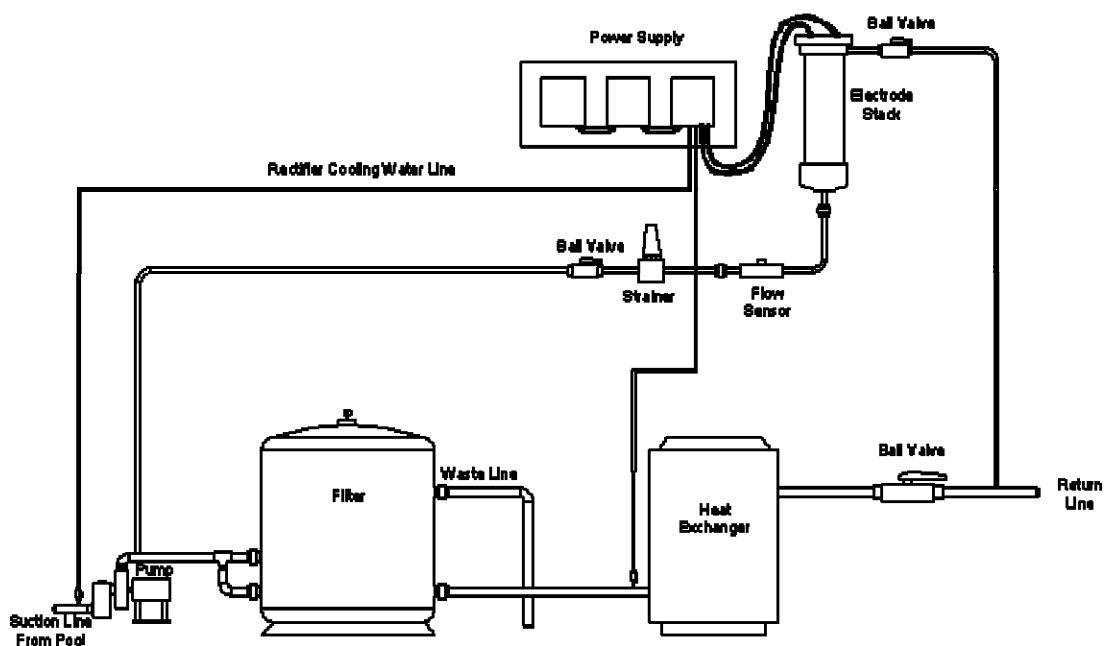 Ball Valve
Power Supply
Electrode
Stack
Rectifier Cooling Water Line
Ball Valve
Strainer
Flow
Sensor
Ball Valve
Waste Line
Filter
Return
Line
Heat
Exchanger
Pump
Suction Line
From Pool